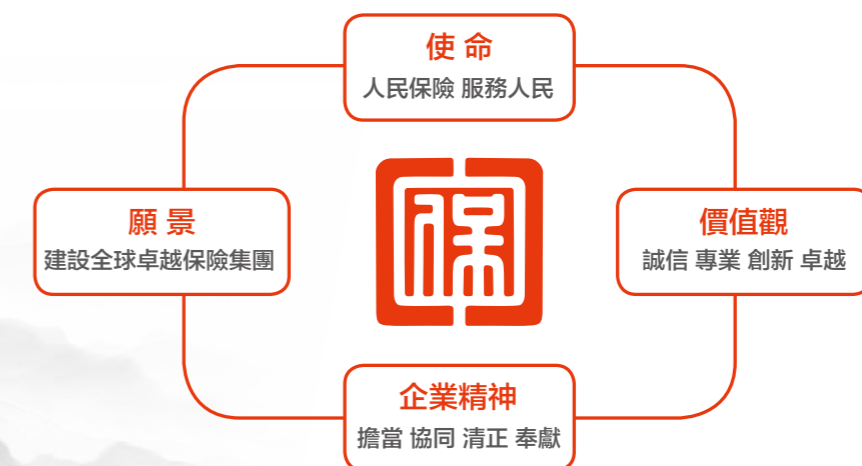 使命
人民保險 服務人民
願景
建設全球卓越保險集團
保
價值觀
誠信 專業 創新 卓越
企業精神
擔當 協同 清正 奉獻